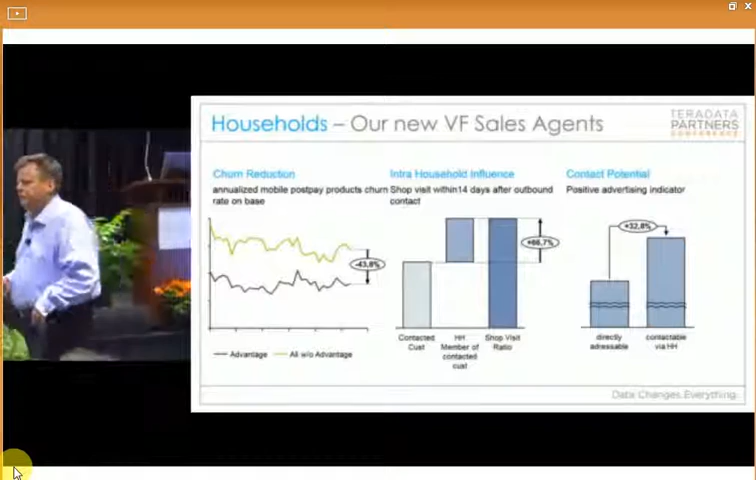 Households – Our new VF Sales Agents
TERADATA
PARTNERS
CONFERENCE
Churn Reduction
annualized mobile postpay products churn
rate on base
-43,8%
Advantage
All w/o Advantage
Intra Household Influence
Shop visit within14 days after outbound
contact
+66,7%
Contacted
Cust
HH
Member of
contacted
cust
Shop Visit
Ratio
Contact Potential
Positive advertising indicator
+32,8%
directly
adressable
contactable
via HH
Data Changes Everything.